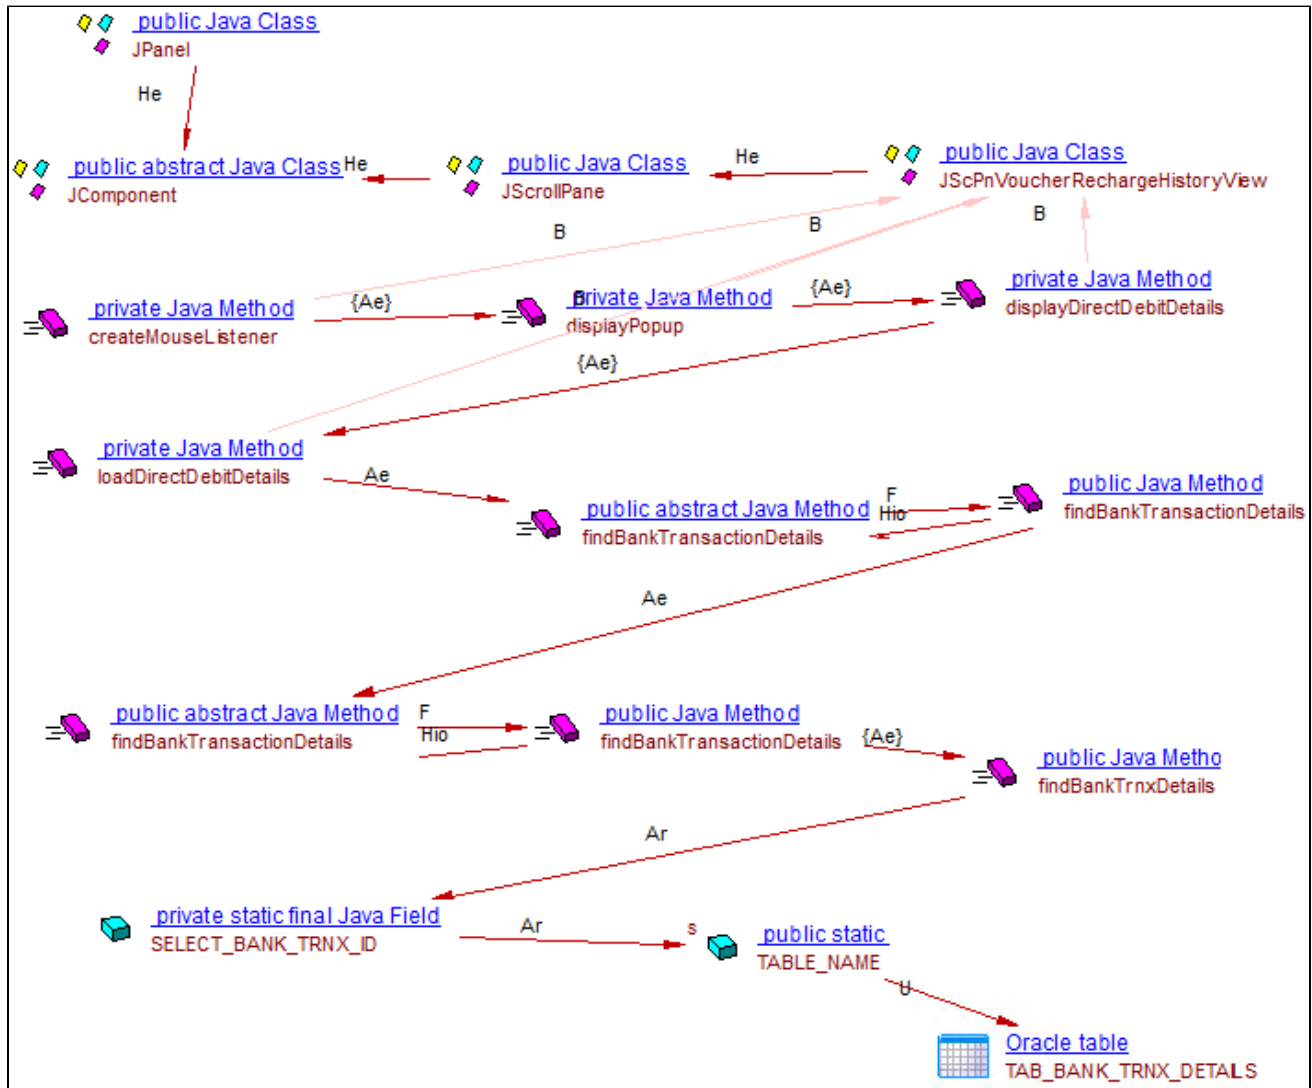 public Java Class
JPanel
He
public abstract Java Class
JComponent
He
public Java Class
JScrollPane
He
public Java Class
JScPnVoucherRechargeHistoryView
B
B
B
private Java Method
createMouseListener
{Ae}
B
private Java Method
displayPopup
{Ae}
private Java Method
displayDirectDebitDetails
{Ae}
private Java Method
loadDirectDebitDetails
Ae
public abstract Java Method
findBankTransactionDetails
F
Hio
public Java Method
findBankTransactionDetails
Ae
public abstract Java Method
findBankTransactionDetails
F
Hio
public Java Method
findBankTransactionDetails
{Ae}
public Java Metho
findBankTrnxDetails
Ar
private static final Java Field
SELECT_BANK_TRNX_ID
Ar
s
public static
TABLE_NAME
U
Oracle table
TAB_BANK_TRNX_DETALS